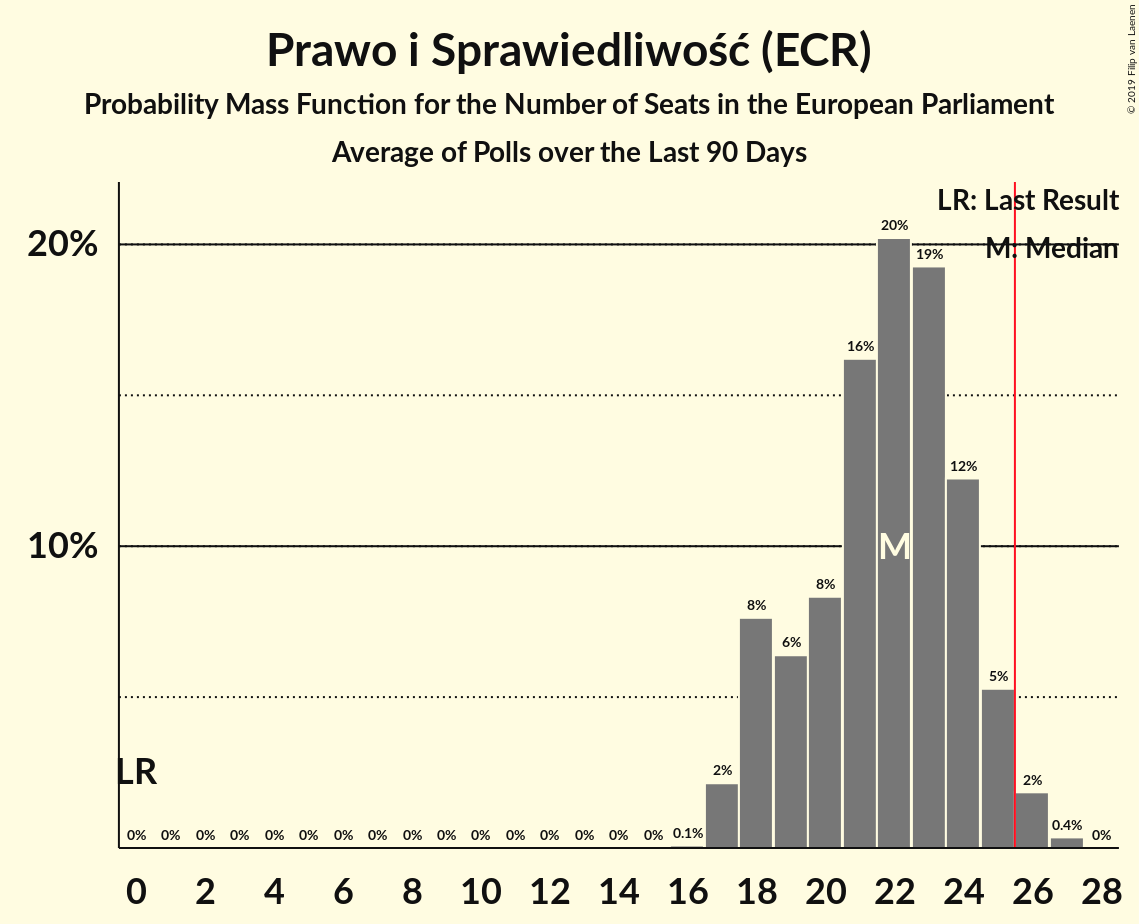 Prawo i Sprawiedliwość (ECR)
Probability Mass Function for the Number of Seats in the European Parliament
Average of Polls over the Last 90 Days
© 2019 Filip van Laenen
LR: Last Result
M: Median
20%
10%
20%
19%
16%
12%
M
8%
6%
8%
5%
LR
0% 0% 0% 0% 0% 0% 0% 0% 0% 0% 0% 0% 0% 0% 0% 0% 0.1% 2% 2% 0.4% 0%
0 2 4 6 8 10 12 14 16 18 20 22 24 26 28